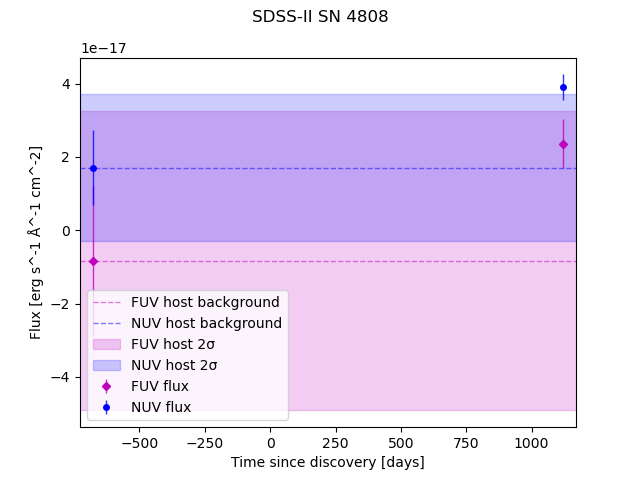 SDSS-II SN 4808
1e−17
4
2
0
−2
−4
Flux [erg s^-1 Å^-1 cm^-2]
FUV host background
NUV host background
FUV host 2σ
NUV host 2σ
FUV flux
NUV flux
−500 −250 0 250 500 750 1000
Time since discovery [days]